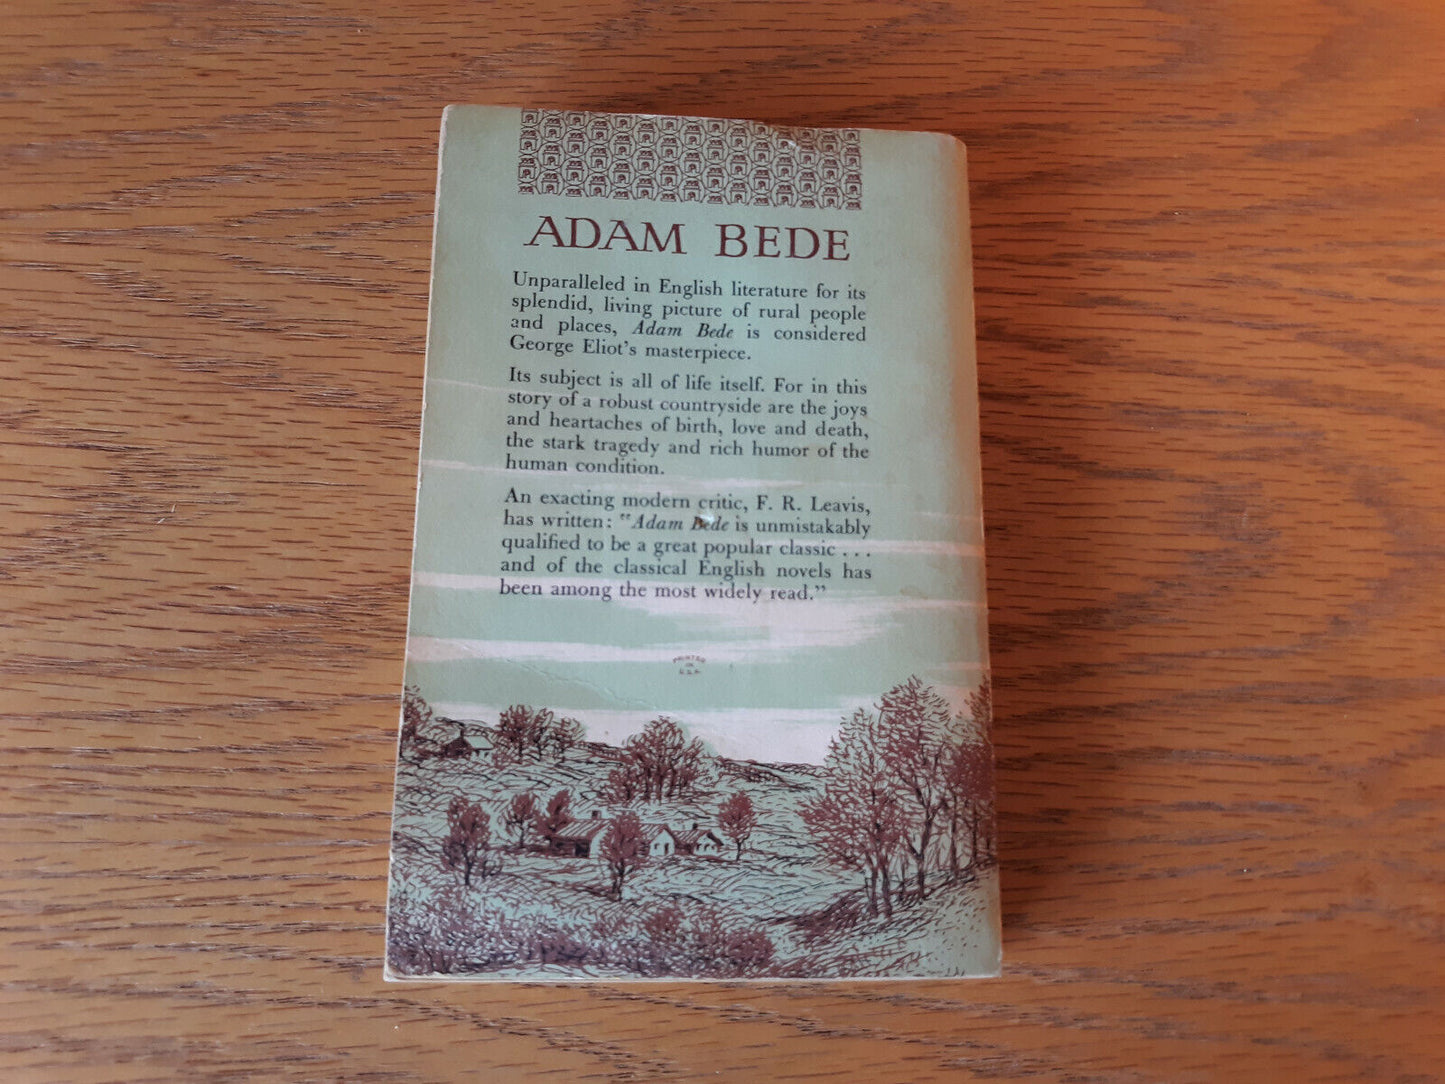 ADAM BEDE
Unparalleled in English literature for its
splendid, living picture of rural people
and places, Adam Bede is considered
George Eliot's masterpiece.
Its subject is all of life itself. For in this
story of a robust countryside are the joys
and heartaches of birth, love and death,
the stark tragedy and rich humor of the
human condition.
An exacting modern critic, F. R. Leavis,
has written: "Adam Bede is unmistakably
qualified to be a great popular classic . . .
and of the classical English novels has
been among the most widely read."
PRINTED
IN
U.S.A.